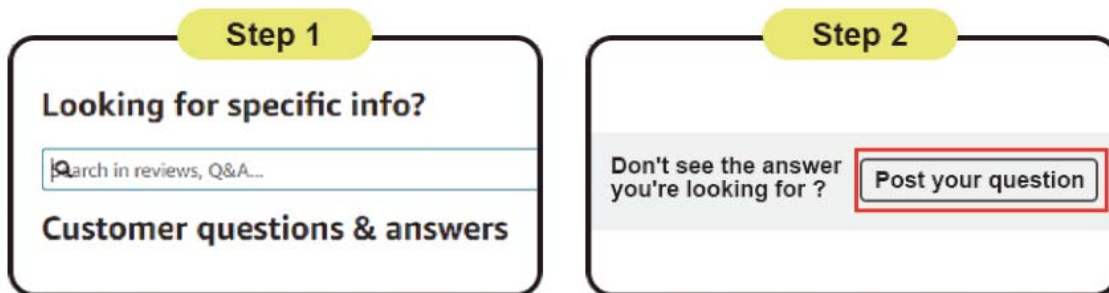 Step 1
Looking for specific info?
Search in reviews, Q&A...
Customer questions & answers
Step 2
Don't see the answer
you're looking for ?
Post your question